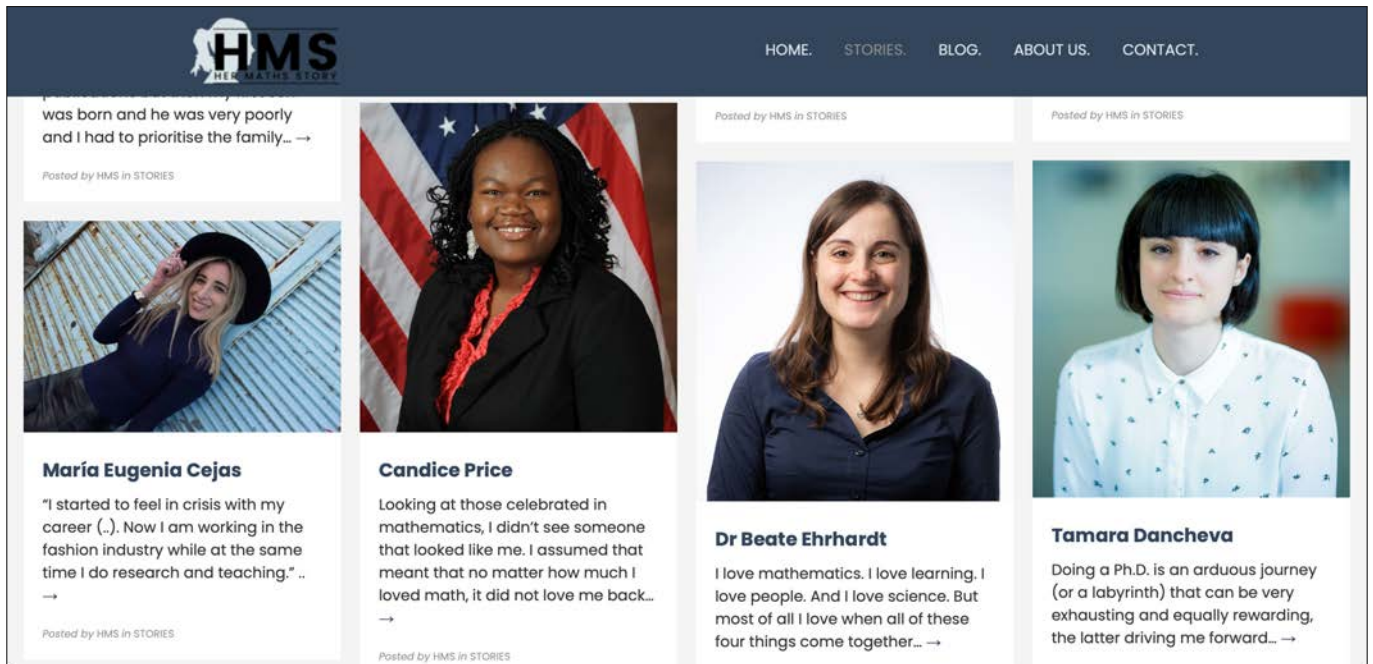 HMS
HER MATHS STORY
HOME.
STORIES.
BLOG.
ABOUT US.
CONTACT.
was born and he was very poorly
and I had to prioritise the family... →
Posted by HMS in STORIES
María Eugenia Cejas
“I started to feel in crisis with my
career (..). Now I am working in the
fashion industry while at the same
time I do research and teaching.” ..
→
Posted by HMS in STORIES
Candice Price
Looking at those celebrated in
mathematics, I didn’t see someone
that looked like me. I assumed that
meant that no matter how much I
loved math, it did not love me back...
→
Posted by HMS in STORIES
Posted by HMS in STORIES
Dr Beate Ehrhardt
I love mathematics. I love learning. I
love people. And I love science. But
most of all I love when all of these
four things come together... →
Posted by HMS in STORIES
Tamara Dancheva
Doing a Ph.D. is an arduous journey
(or a labyrinth) that can be very
exhausting and equally rewarding,
the latter driving me forward... →